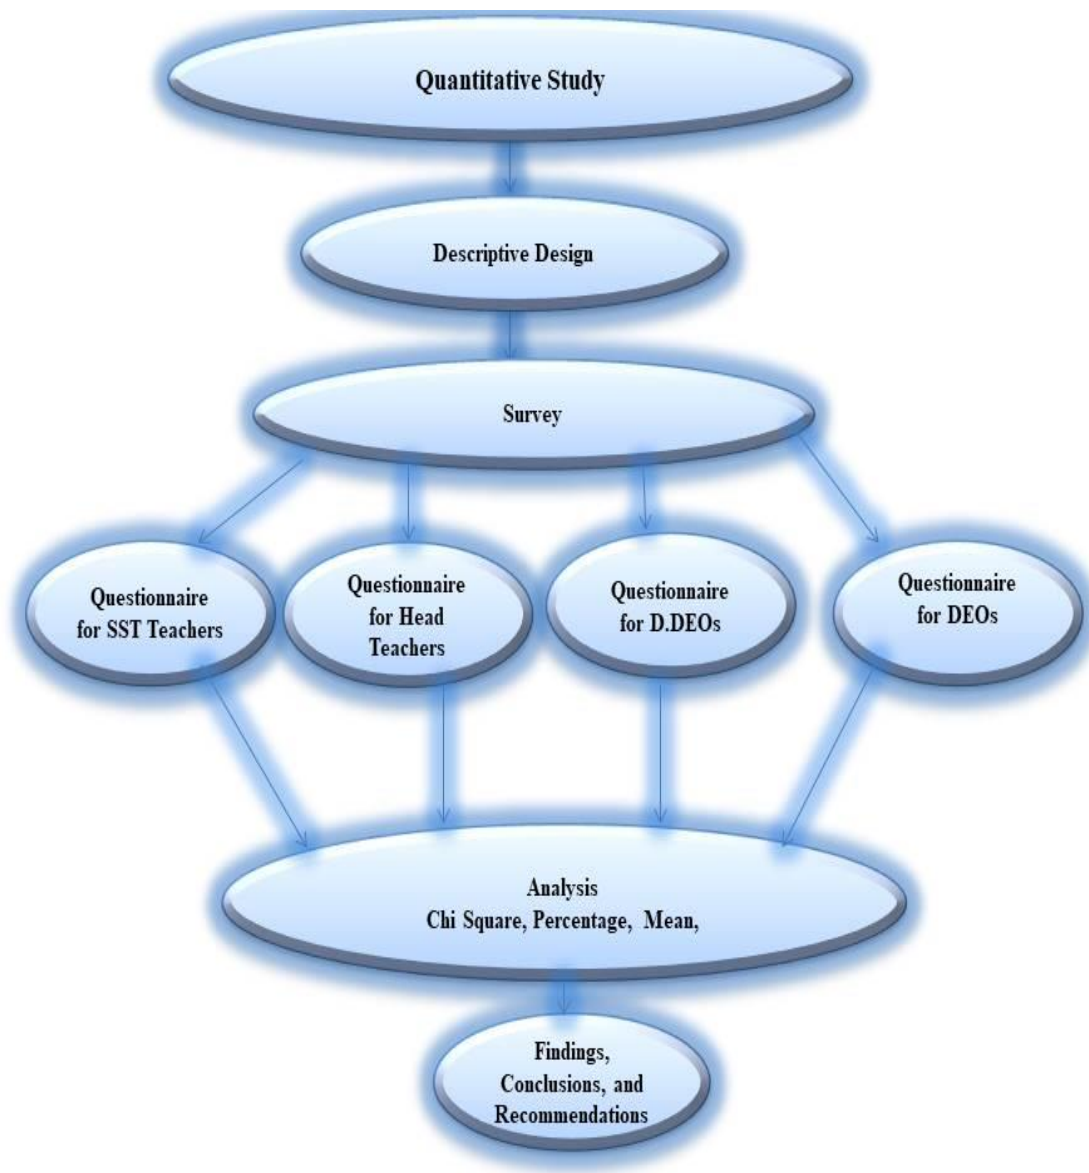 Quantitative Study
Descriptive Design
Survey
Questionnaire
for SST Teachers
Questionnaire
for Head
Teachers
Questionnaire
for D.DEOs
Questionnaire
for DEOs
Analysis
Chi Square, Percentage, Mean,
Findings,
Conclusions, and
Recommendations